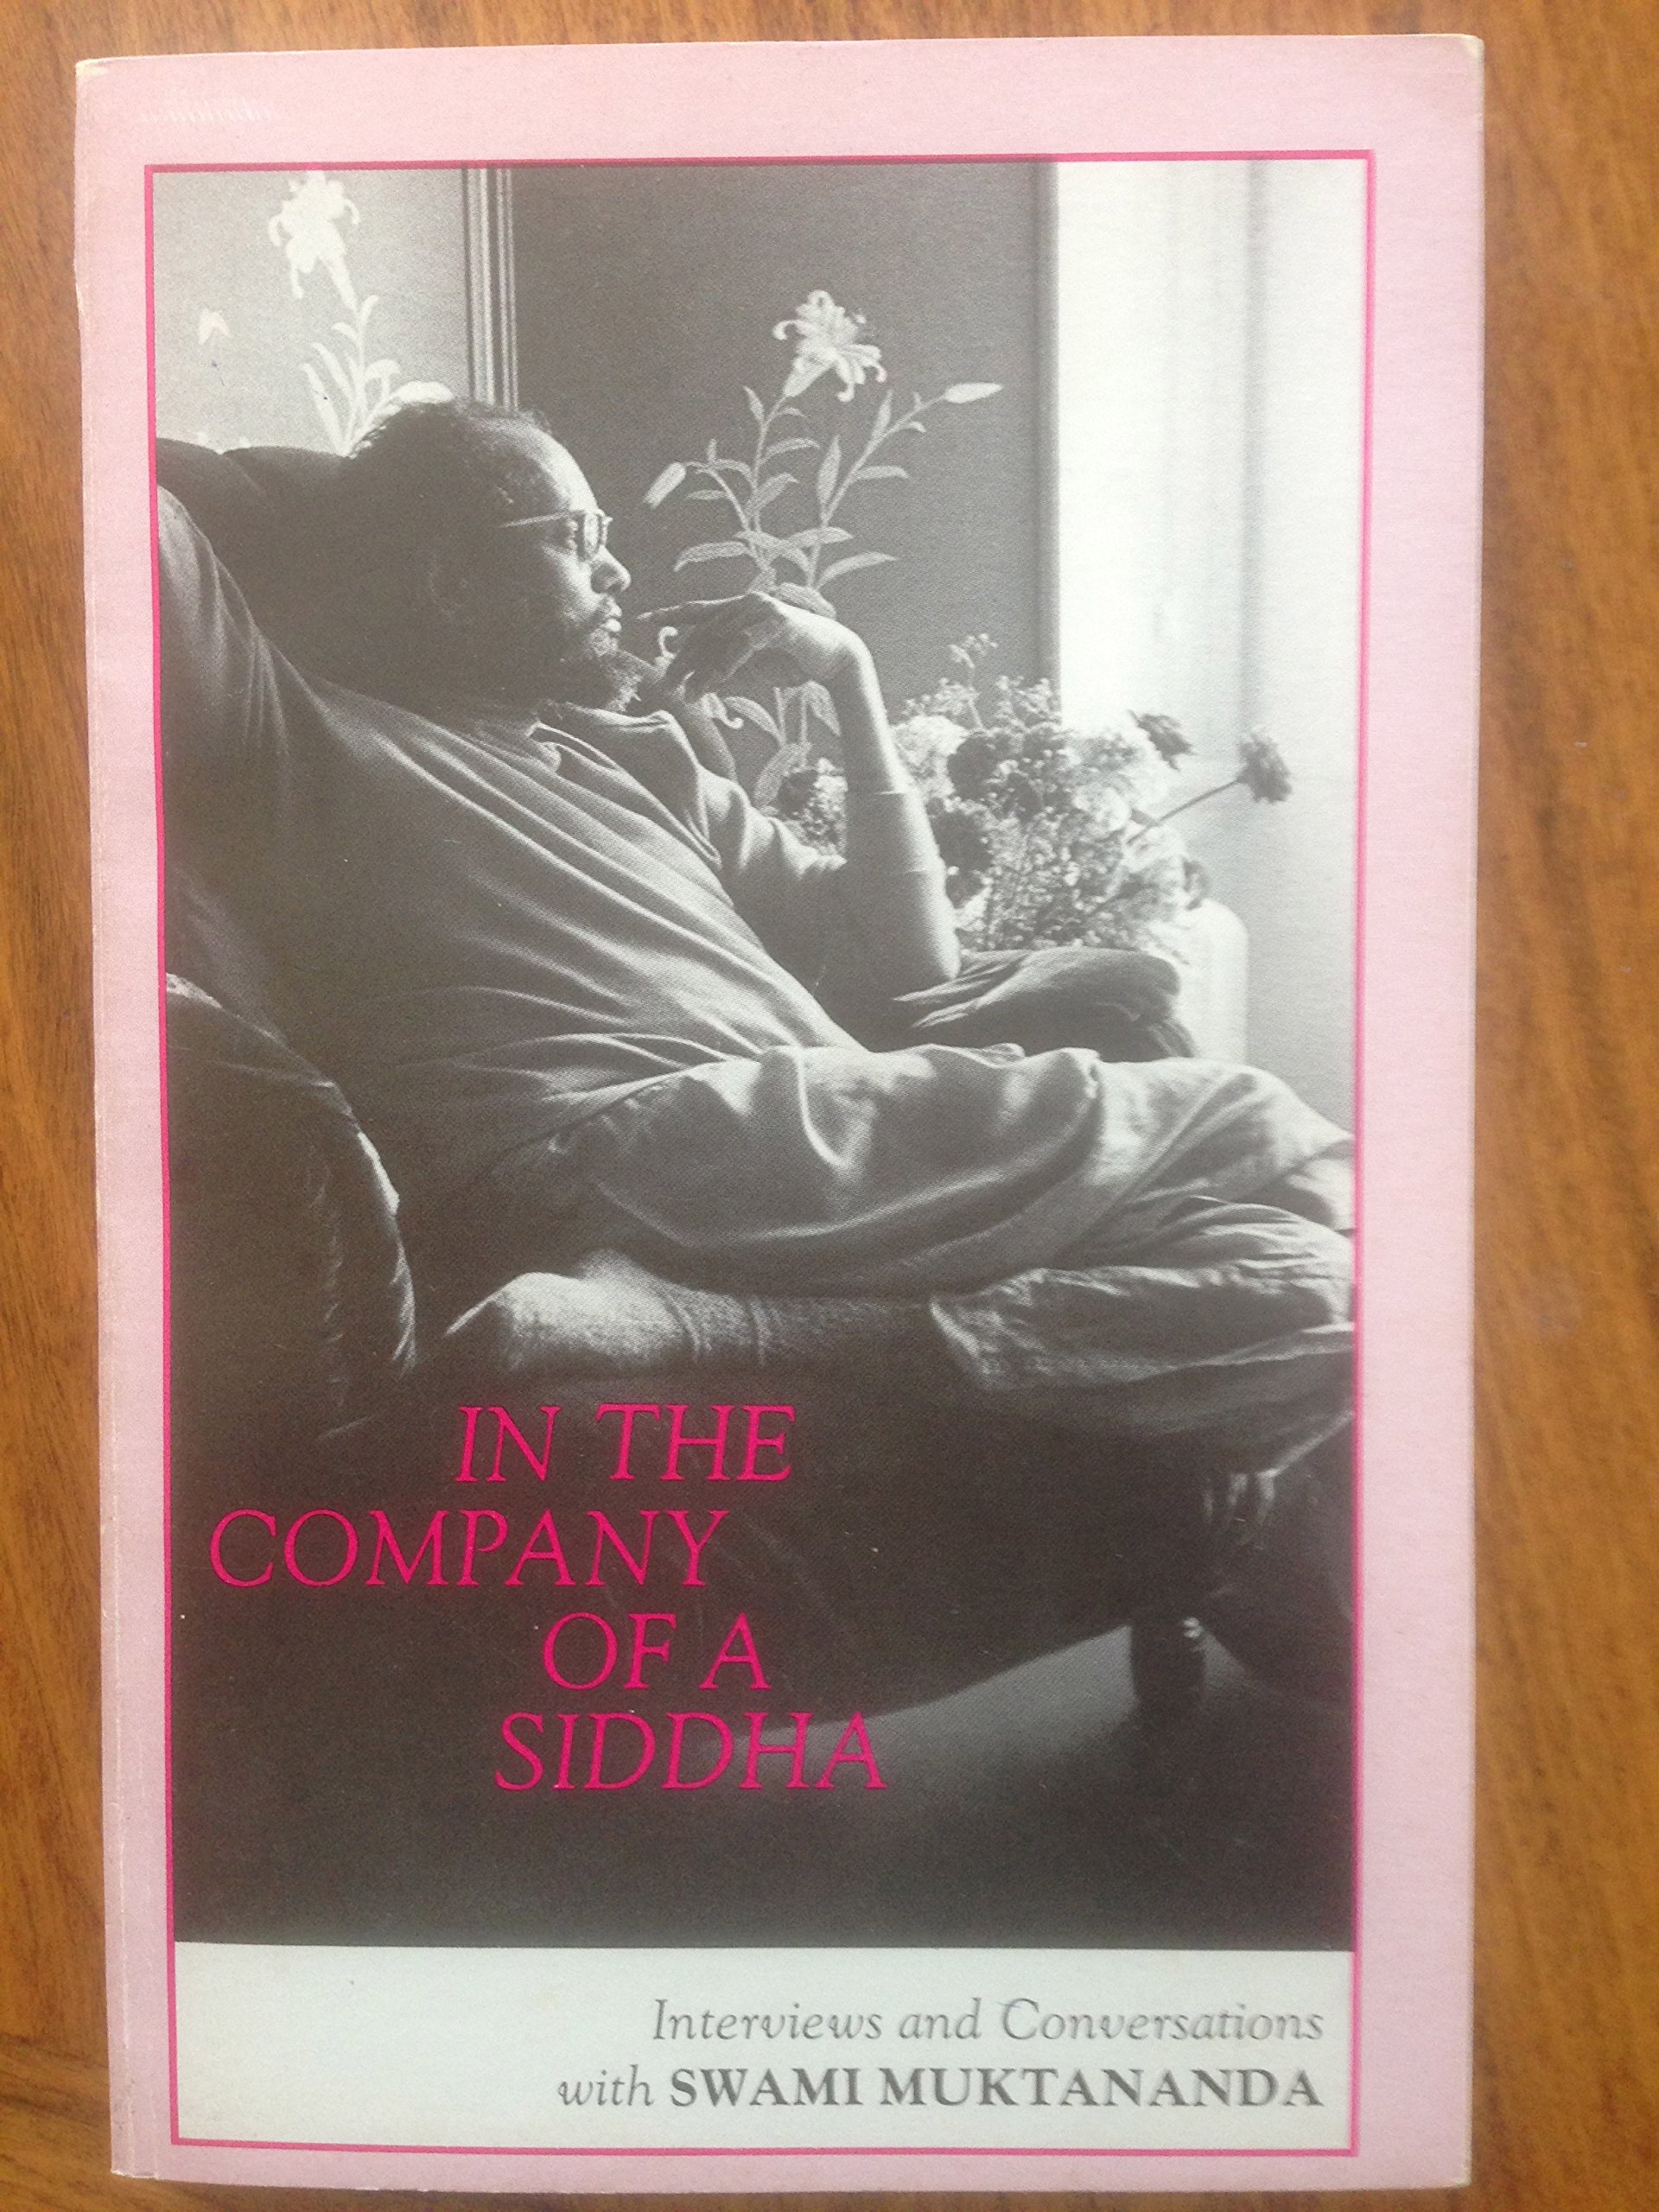 IN THE
COMPANY
OF A
SIDDHA
Interviews and Conversations
with SWAMI MUKTANANDA